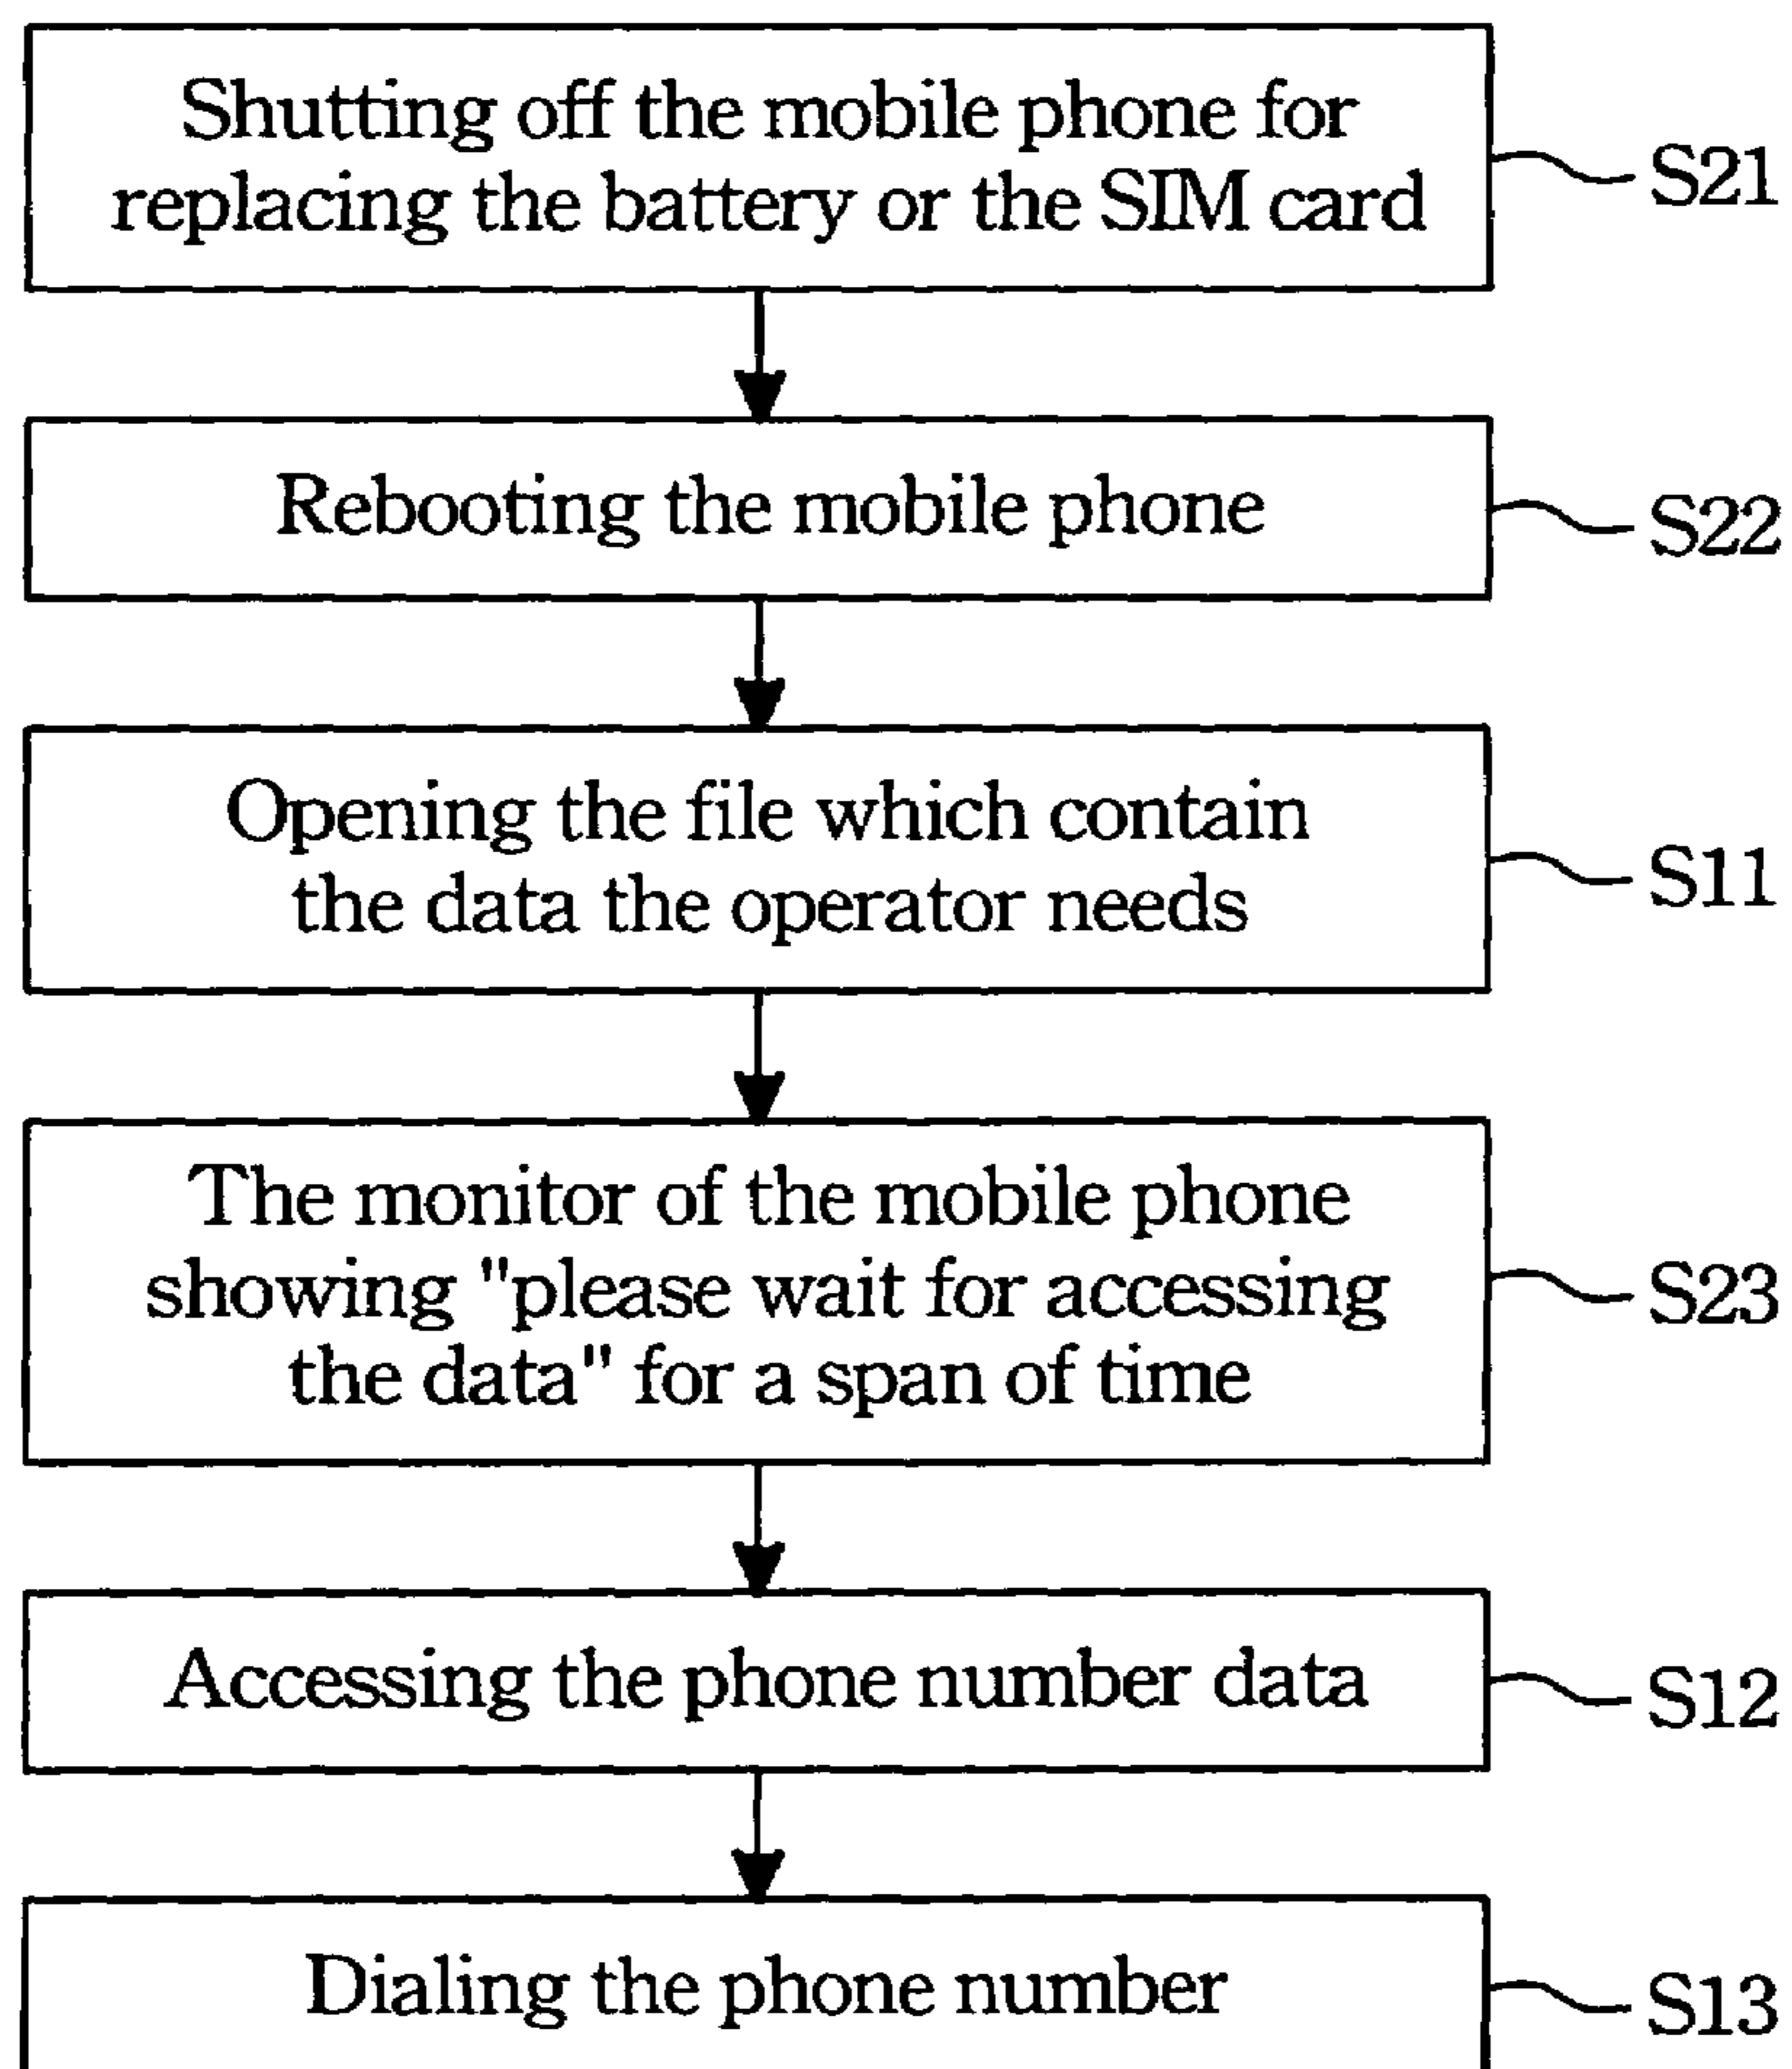 Shutting off the mobile phone for
replacing the battery or the SIM card
S21
Rebooting the mobile phone
S22
Opening the file which contain
the data the operator needs
S11
The monitor of the mobile phone
showing "please wait for accessing
the data" for a span of time
S23
Accessing the phone number data
S12
Dialing the phone number
S13